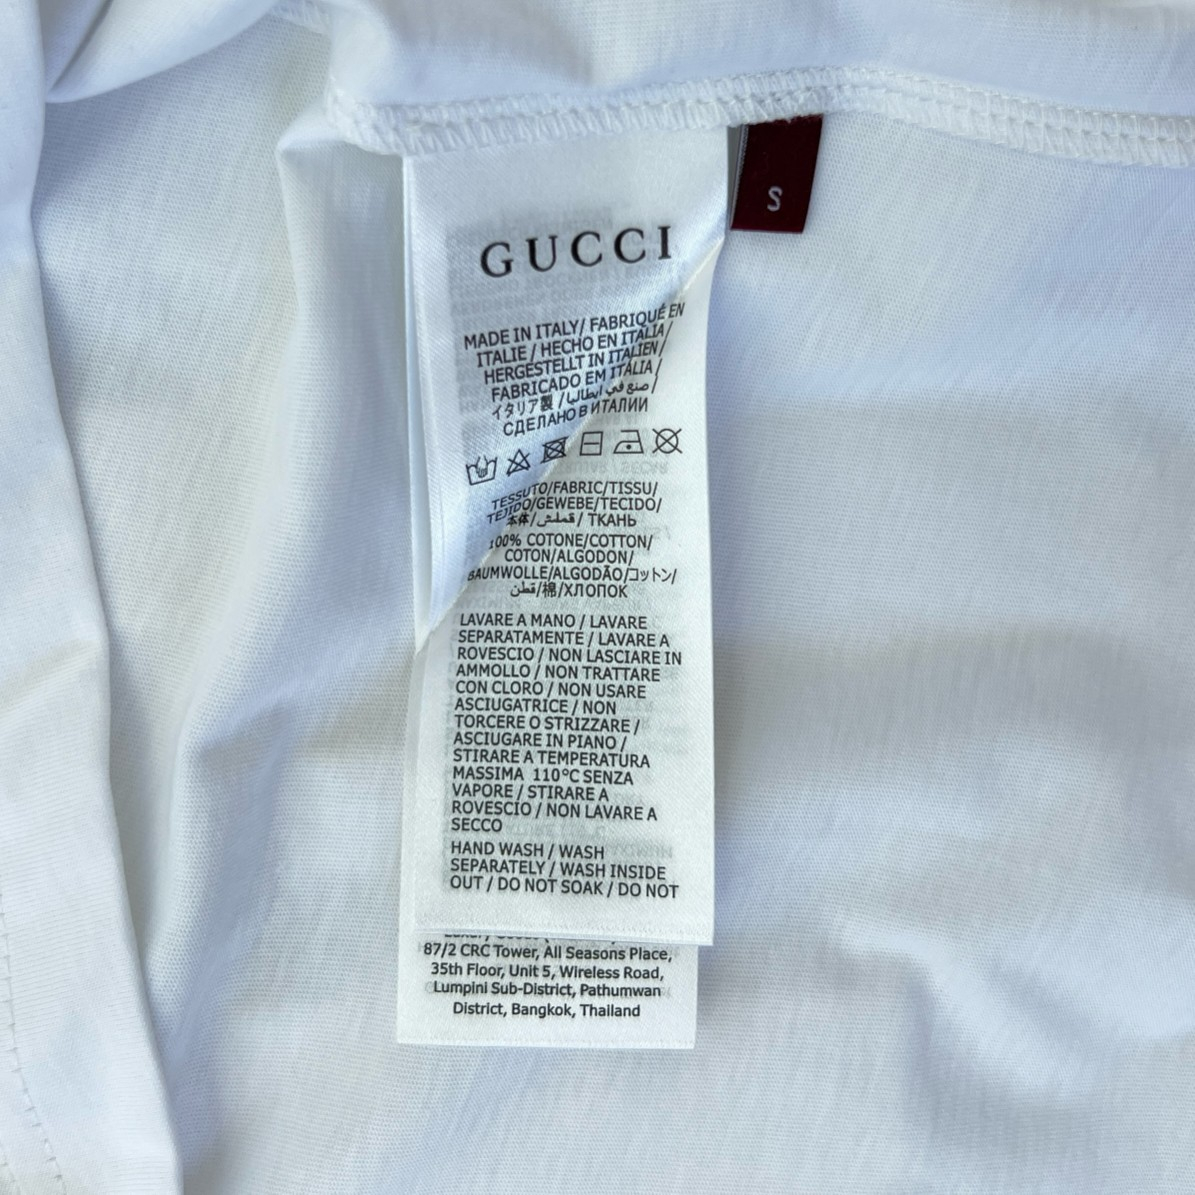 S
GUCCI
MADE IN ITALY/ FABRIQUÉ EN
ITALIE / HECHO EN ITALIA/
HERGESTELLT IN ITALIEN/
FABRICADO EM ITÁLIA/
イタリア製 / صنع في ايطاليا /
СДЕЛАНО В ИТАЛИИ
TESSUTO/FABRIC/TISSU/
TEJIDO/GEWEBE/TECIDO/
本体/قملش/ ТКАНЬ
100% COTONE/COTTON/
COTON/ALGODON/
BAUMWOLLE/ALGODÃO/コットン/
قطن/棉/ХЛОПОК
LAVARE A MANO / LAVARE
SEPARATAMENTE / LAVARE A
ROVESCIO / NON LASCIARE IN
AMMOLLO / NON TRATTARE
CON CLORO / NON USARE
ASCIUGATRICE / NON
TORCERE O STRIZZARE /
ASCIUGARE IN PIANO /
STIRARE A TEMPERATURA
MASSIMA 110°C SENZA
VAPORE / STIRARE A
ROVESCIO / NON LAVARE A
SECCO
HAND WASH / WASH
SEPARATELY / WASH INSIDE
OUT / DO NOT SOAK / DO NOT
87/2 CRC Tower, All Seasons Place,
35th Floor, Unit 5, Wireless Road,
Lumpini Sub-District, Pathumwan
District, Bangkok, Thailand